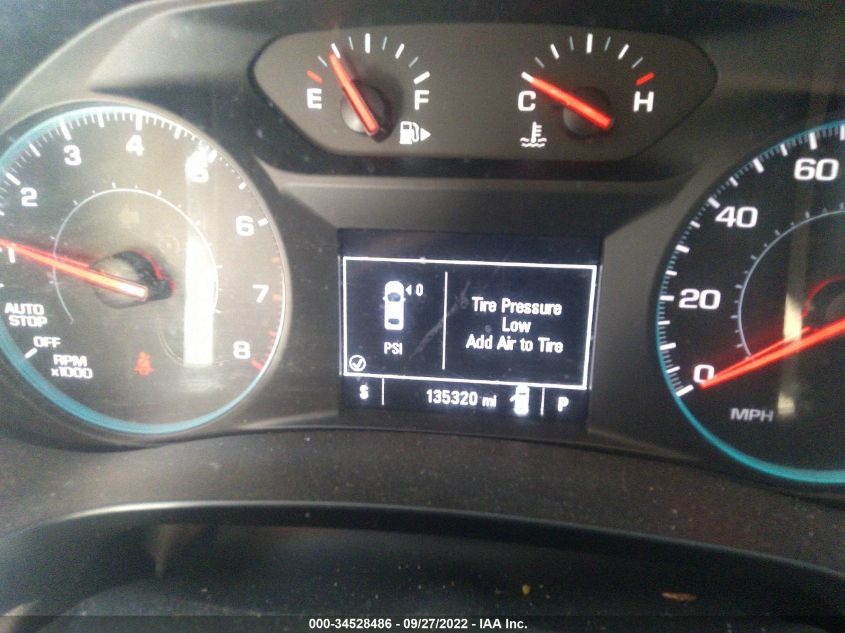 E
F
C
H
1
2
3
4
5
6
7
8
AUTO
STOP
OFF
RPM
x1000
0
PSI
Tire Pressure
Low
Add Air to Tire
S
135320 mi
P
0
20
40
60
MPH
000-34528486 - 09/27/2022 - IAA Inc.